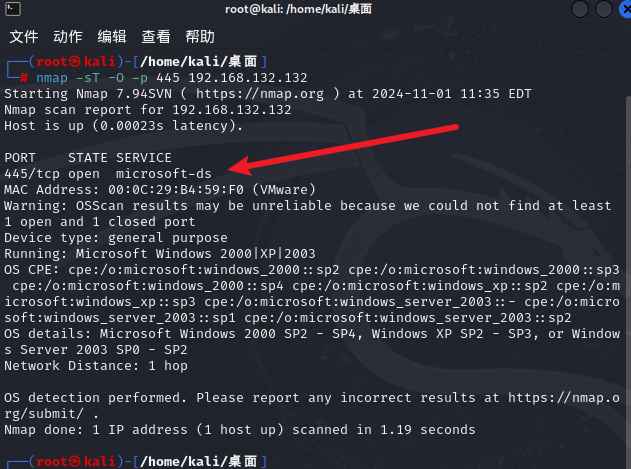 root@kali: /home/kali/桌面
文件 动作 编辑 查看 帮助
┌──(root㉿kali)-[/home/kali/桌面]
└─# nmap -sT -O -p 445 192.168.132.132
Starting Nmap 7.94SVN ( https://nmap.org ) at 2024-11-01 11:35 EDT
Nmap scan report for 192.168.132.132
Host is up (0.00023s latency).
PORT    STATE SERVICE
445/tcp open  microsoft-ds
MAC Address: 00:0C:29:B4:59:F0 (VMware)
Warning: OSScan results may be unreliable because we could not find at least
1 open and 1 closed port
Device type: general purpose
Running: Microsoft Windows 2000|XP|2003
OS CPE: cpe:/o:microsoft:windows_2000::sp2 cpe:/o:microsoft:windows_2000::sp3
cpe:/o:microsoft:windows_2000::sp4 cpe:/o:microsoft:windows_xp::sp2 cpe:/o:m
icrosoft:windows_xp::sp3 cpe:/o:microsoft:windows_server_2003::- cpe:/o:micro
soft:windows_server_2003::sp1 cpe:/o:microsoft:windows_server_2003::sp2
OS details: Microsoft Windows 2000 SP2 - SP4, Windows XP SP2 - SP3, or Window
s Server 2003 SP0 - SP2
Network Distance: 1 hop
OS detection performed. Please report any incorrect results at https://nmap.o
rg/submit/ .
Nmap done: 1 IP address (1 host up) scanned in 1.19 seconds
┌──(root㉿kali)-[/home/kali/桌面]